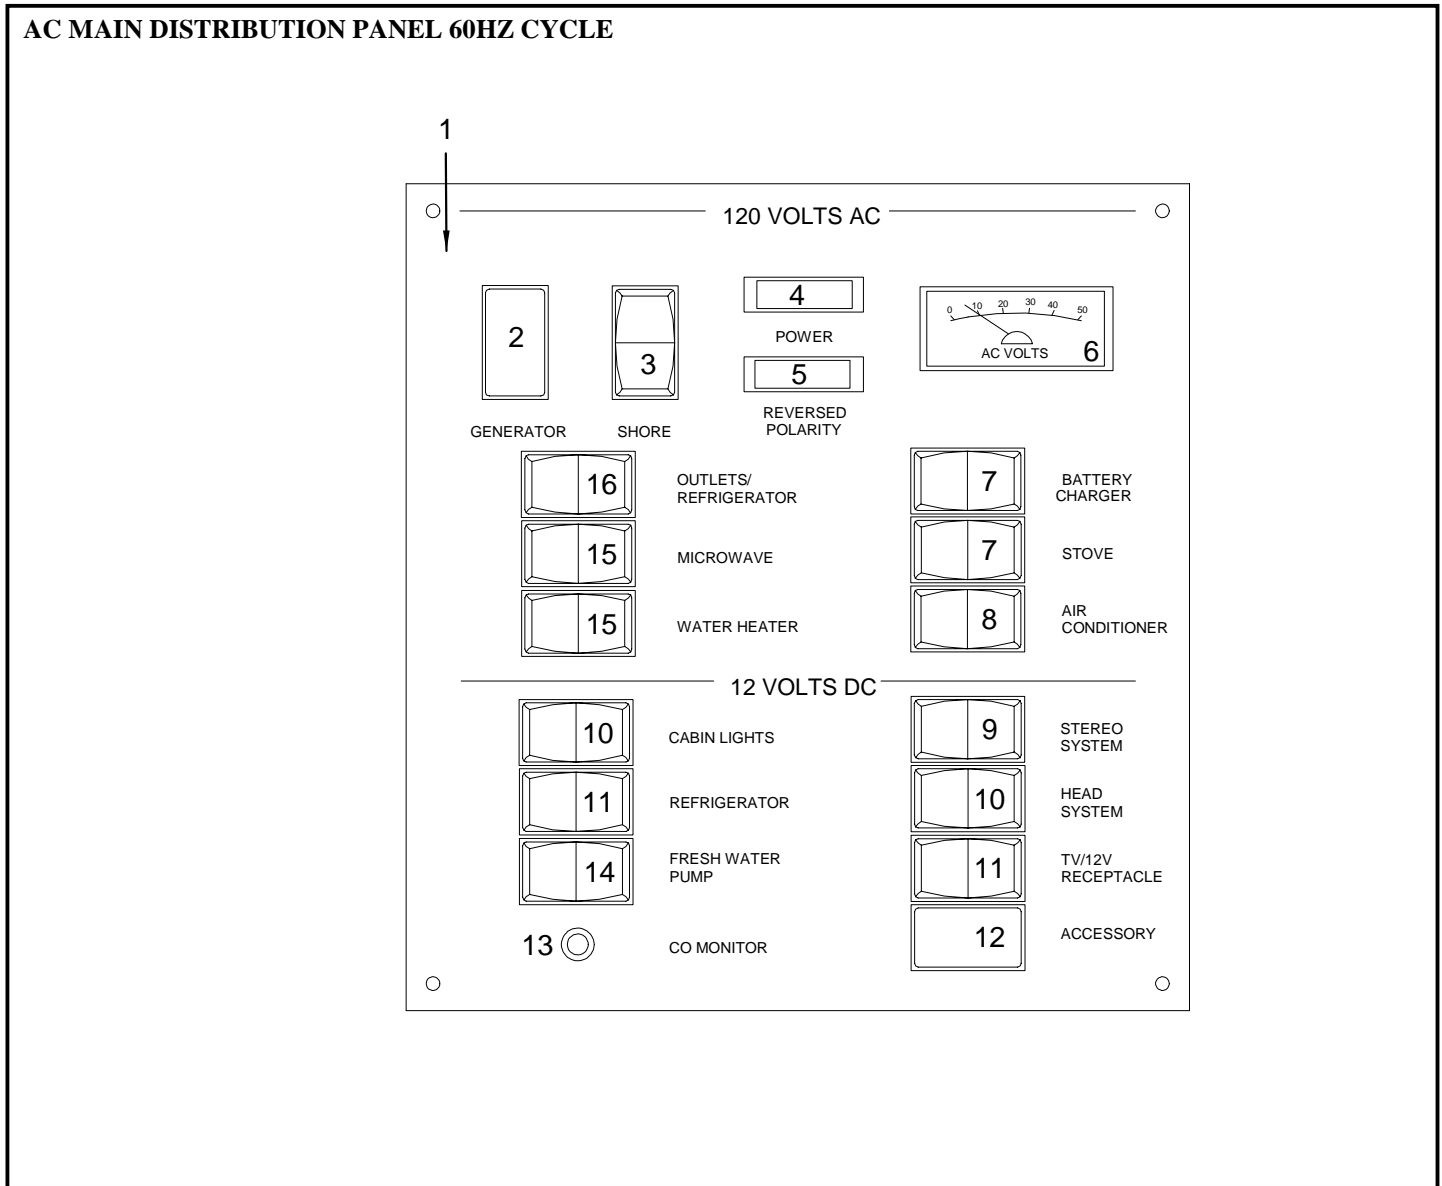 AC MAIN DISTRIBUTION PANEL 60HZ CYCLE
1
120 VOLTS AC
2
GENERATOR
3
SHORE
4
POWER
5
REVERSED
POLARITY
0 10 20 30 40 50
AC VOLTS 6
16 OUTLETS/
REFRIGERATOR
7 BATTERY
CHARGER
15 MICROWAVE
7 STOVE
15 WATER HEATER
8 AIR
CONDITIONER
12 VOLTS DC
10 CABIN LIGHTS
9 STEREO
SYSTEM
11 REFRIGERATOR
10 HEAD
SYSTEM
14 FRESH WATER
PUMP
11 TV/12V
RECEPTACLE
13 CO MONITOR
12 ACCESSORY